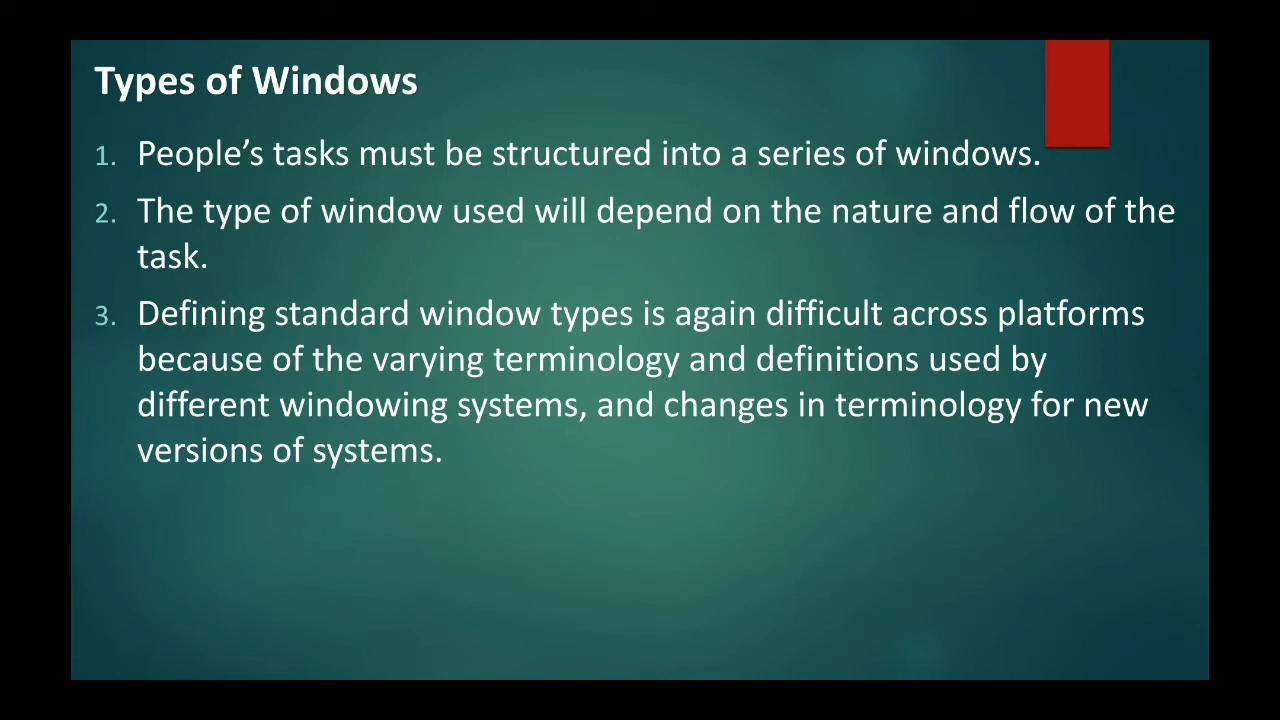 Types of Windows
1. People’s tasks must be structured into a series of windows.
2. The type of window used will depend on the nature and flow of the
task.
3. Defining standard window types is again difficult across platforms
because of the varying terminology and definitions used by
different windowing systems, and changes in terminology for new
versions of systems.